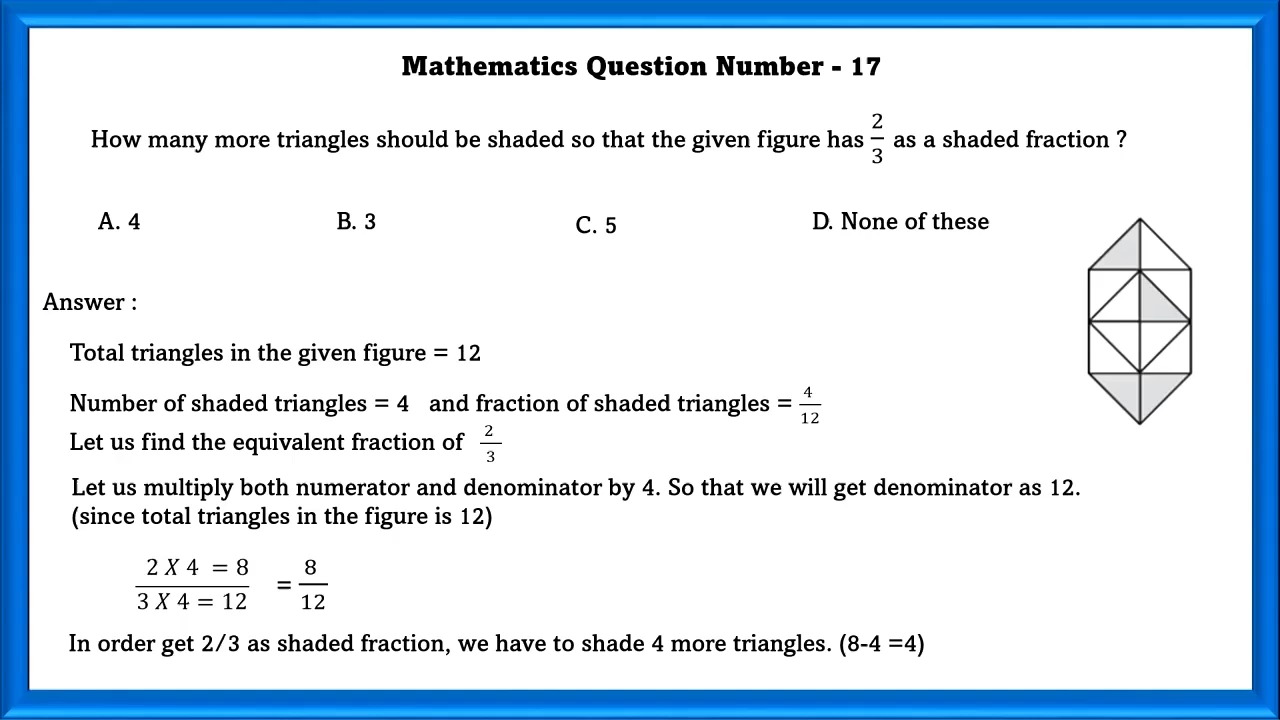 Mathematics Question Number - 17
How many more triangles should be shaded so that the given figure has 2/3 as a shaded fraction ?
A. 4 B. 3 C. 5 D. None of these
Answer :
Total triangles in the given figure = 12
Number of shaded triangles = 4 and fraction of shaded triangles = 4/12
Let us find the equivalent fraction of 2/3
Let us multiply both numerator and denominator by 4. So that we will get denominator as 12.
(since total triangles in the figure is 12)
2 X 4 = 8
3 X 4 = 12
= 8/12
In order get 2/3 as shaded fraction, we have to shade 4 more triangles. (8-4 =4)